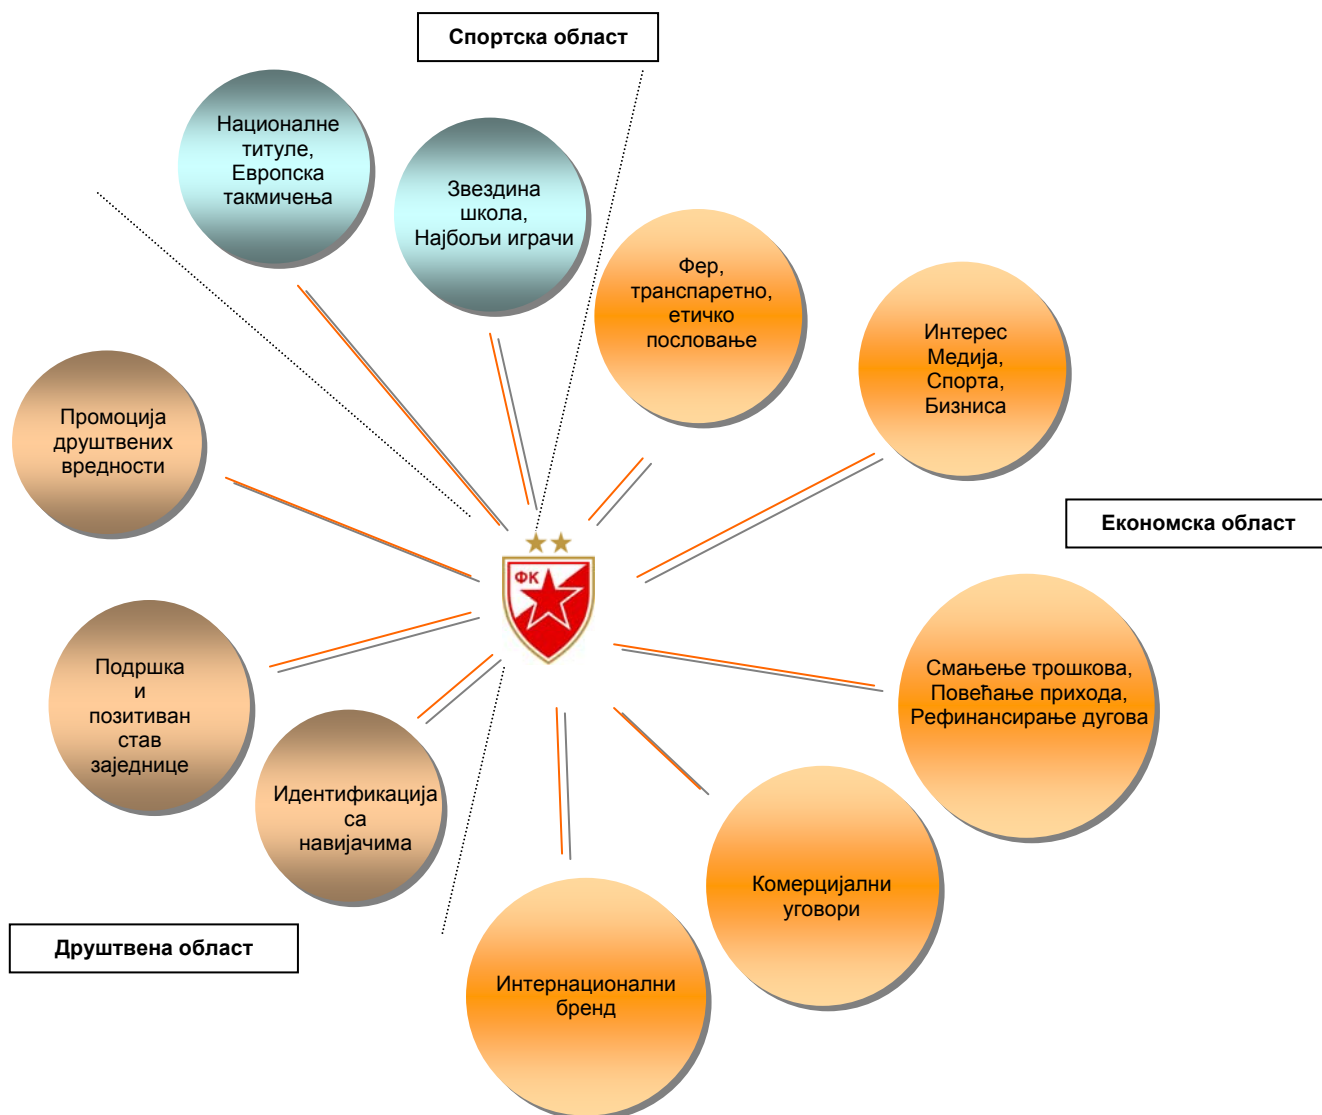 Спортска област
Националне
титуле,
Европска
такмичења
Звездина
школа,
Најбољи играчи
Фер,
транспаретно,
етичко
пословање
Интерес
Медија,
Спорта,
Бизниса
Промоција
друштвених
вредности
Економска област
ФК
Подршка
и
позитиван
став
заједнице
Смањење трошкова,
Повећање прихода,
Рефинансирање дугова
Идентификација
са
навијачима
Комерцијални
уговори
Друштвена област
Интернационални
бренд